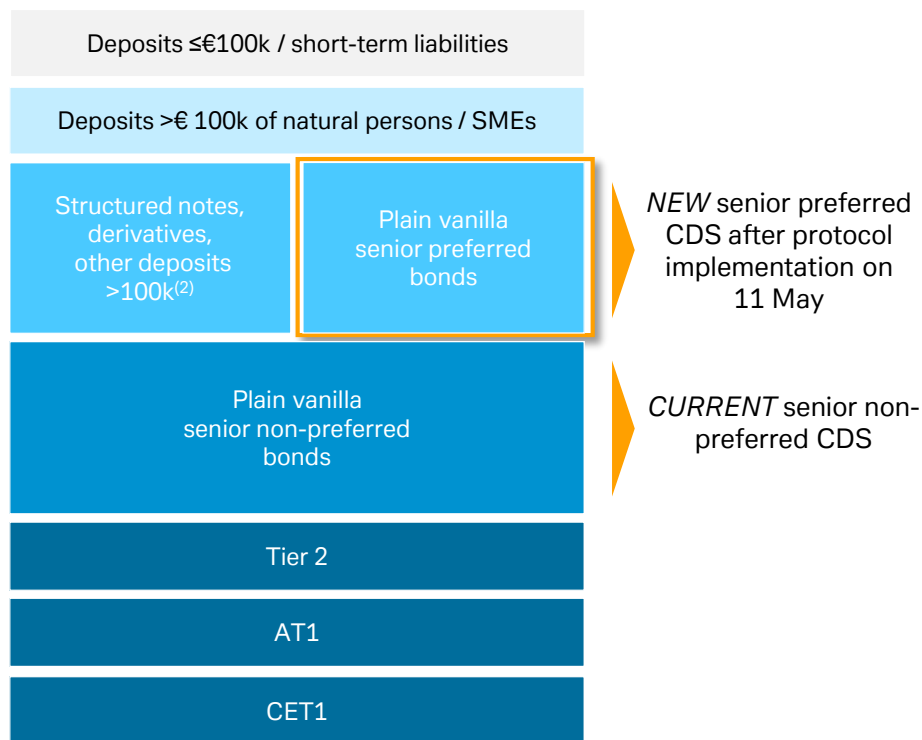 Deposits ≤€100k / short-term liabilities
Deposits >€ 100k of natural persons / SMEs
Structured notes,
derivatives,
other deposits
>100k(2)
Plain vanilla
senior preferred
bonds
NEW senior preferred
CDS after protocol
implementation on
11 May
Plain vanilla
senior non-preferred
bonds
CURRENT senior non-
preferred CDS
Tier 2
AT1
CET1